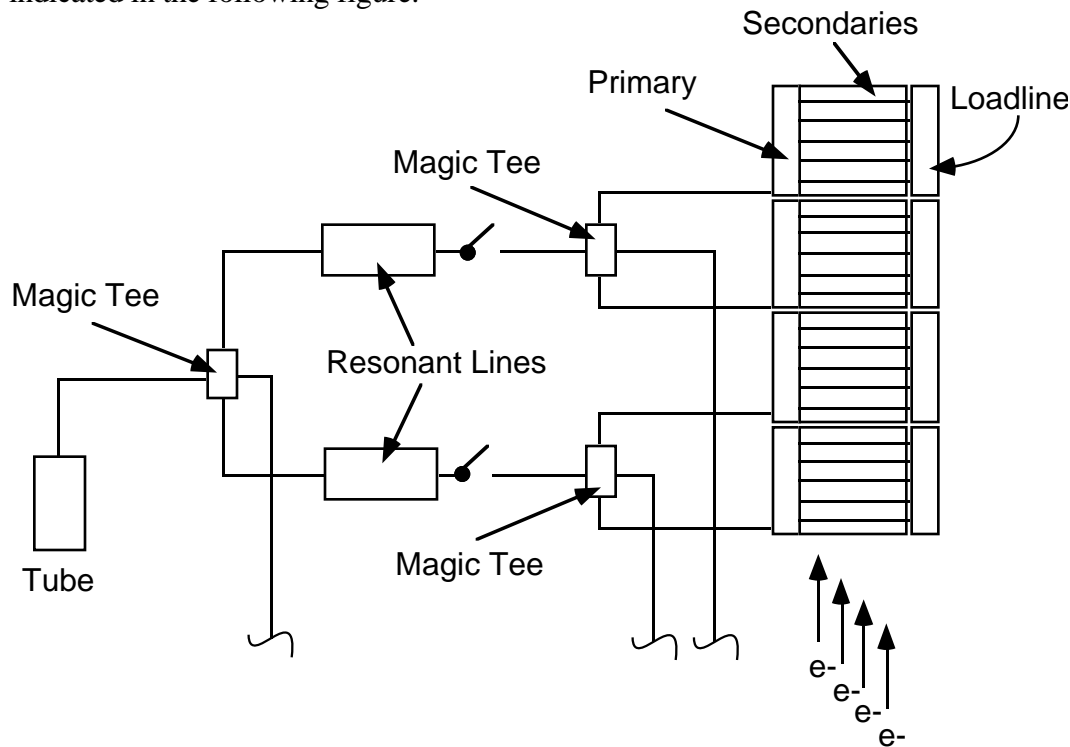 indicated in the following figure.
Secondaries
Primary
Loadline
Magic Tee
Magic Tee
Resonant Lines
Magic Tee
Tube
e-
e-
e-
e-